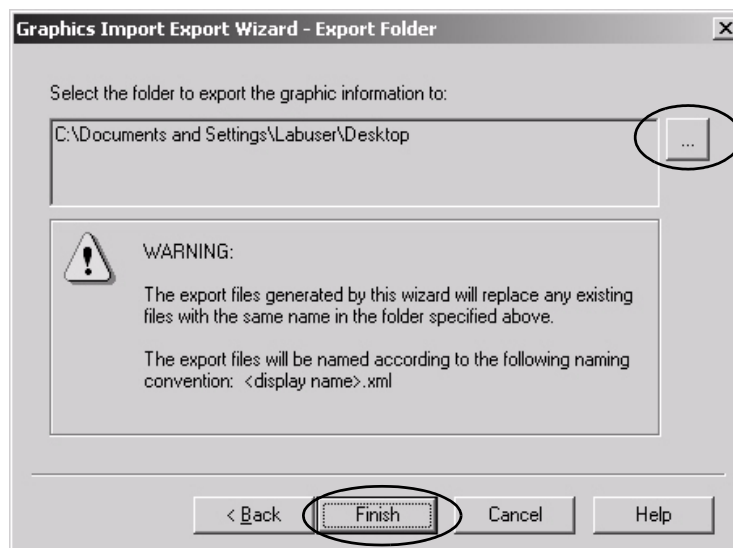 Graphics Import Export Wizard - Export Folder
Select the folder to export the graphic information to:
C:\Documents and Settings\Labuser\Desktop
...
WARNING:
The export files generated by this wizard will replace any existing
files with the same name in the folder specified above.
The export files will be named according to the following naming
convention: <display name>.xml
< Back
Finish
Cancel
Help